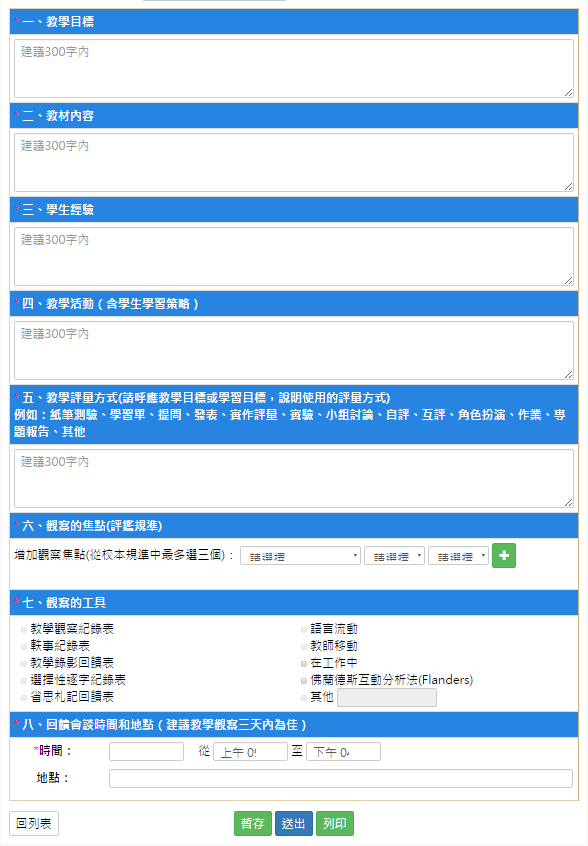 *一、教學目標
建議300字內
*二、教材內容
建議300字內
*三、學生經驗
建議300字內
*四、教學活動（含學生學習策略）
建議300字內
*五、教學評量方式(請呼應教學目標或學習目標，說明使用的評量方式)
例如：紙筆測驗、學習單、提問、發表、實作評量、實驗、小組討論、自評、互評、角色扮演、作業、專
題報告、其他
建議300字內
*六、觀察的焦點(評鑑規準)
增加觀察焦點(從校本規準中最多選三個)： 請選擇 請選擇 請選擇 +
*七、觀察的工具
教學觀察紀錄表 語言流動
軼事紀錄表 教師移動
教學錄影回饋表 在工作中
選擇性逐字紀錄表 佛蘭德斯互動分析法(Flanders)
省思札記回饋表 其他
*八、回饋會談時間和地點（建議教學觀察三天內為佳）
*時間： 從 上午 至 下午
地點：
回列表 暫存 送出 列印